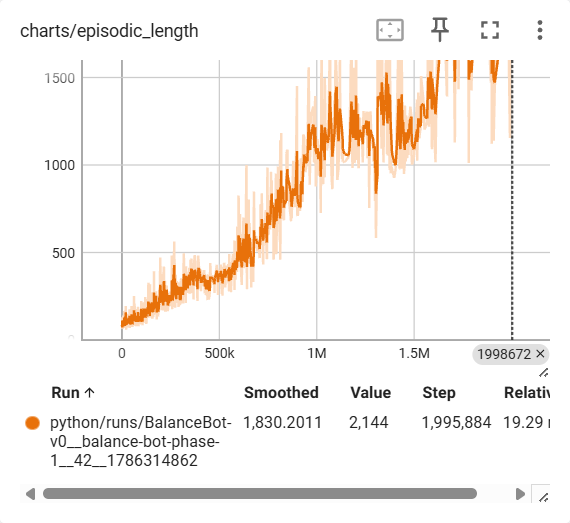 charts/episodic_length
1500
1000
500
0
0 500k 1M 1.5M 1998672 ×
Run ↑ Smoothed Value Step Relativ
python/runs/BalanceBot- 1,830.2011 2,144 1,995,884 19.29 r
v0__balance-bot-phase-
1__42__1786314862